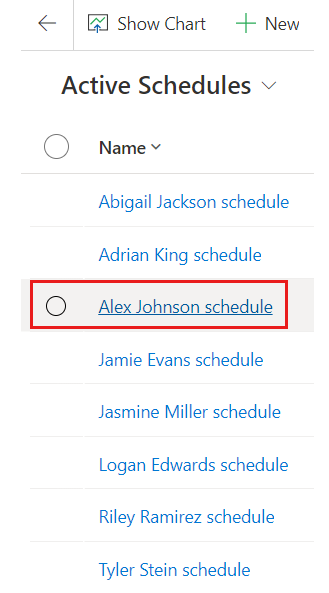 Show Chart New
Active Schedules
Name
Abigail Jackson schedule
Adrian King schedule
Alex Johnson schedule
Jamie Evans schedule
Jasmine Miller schedule
Logan Edwards schedule
Riley Ramirez schedule
Tyler Stein schedule